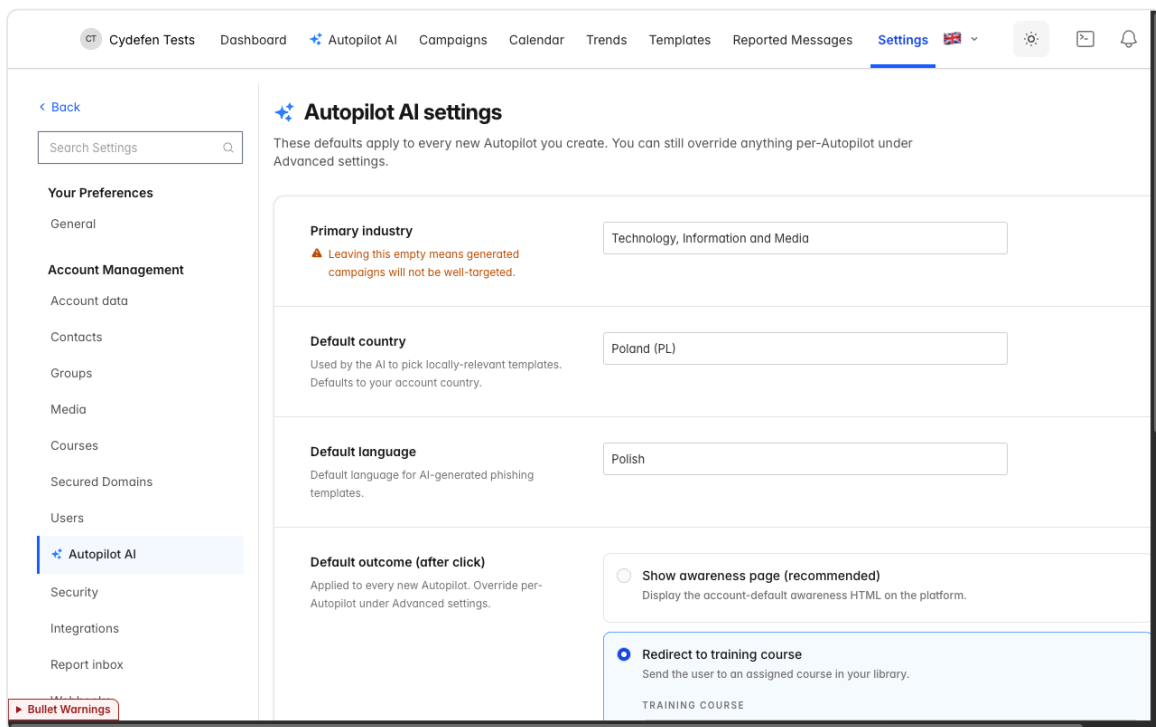 CT Cydefen Tests Dashboard Autopilot AI Campaigns Calendar Trends Templates Reported Messages Settings
Back
Search Settings
Your Preferences
General
Account Management
Account data
Contacts
Groups
Media
Courses
Secured Domains
Users
Autopilot AI
Security
Integrations
Report inbox
Bullet Warnings
Autopilot AI settings
These defaults apply to every new Autopilot you create. You can still override anything per-Autopilot under
Advanced settings.
Primary industry
Leaving this empty means generated
campaigns will not be well-targeted.
Technology, Information and Media
Default country
Used by the AI to pick locally-relevant templates.
Defaults to your account country.
Poland (PL)
Default language
Default language for AI-generated phishing
templates.
Polish
Default outcome (after click)
Applied to every new Autopilot. Override per-
Autopilot under Advanced settings.
Show awareness page (recommended)
Display the account-default awareness HTML on the platform.
Redirect to training course
Send the user to an assigned course in your library.
TRAINING COURSE